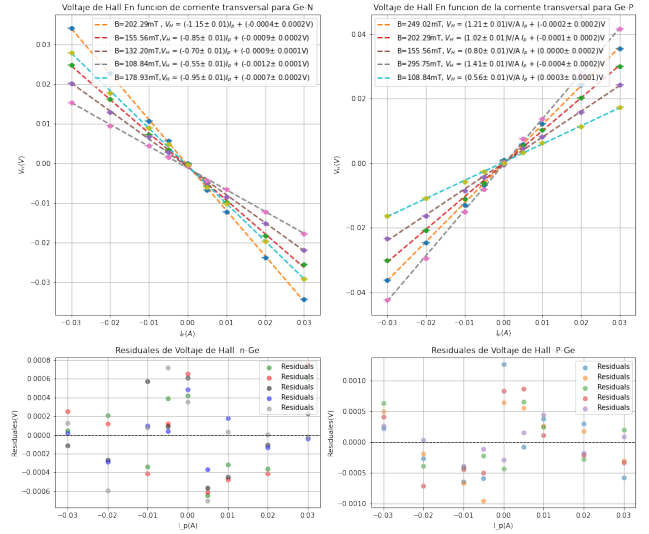 Voltaje de Hall En funcion de corriente transversal para Ge-N
B=202.29mT , V_H = (-1.15± 0.01)I_p + (-0.0004± 0.0002V)
B=155.56mT,V_H = (-0.85± 0.01)I_p + (-0.0009± 0.0002V)
B=132.20mT V_H = (-0.70± 0.01)I_p + (-0.0009± 0.0001V)
B=108.84mT,V_H = (-0.55± 0.01)I_p + (-0.0012± 0.0001V)
B=178.93mT,V_H = (-0.95± 0.01)I_p + (-0.0007± 0.0002V)
0.03
0.02
0.01
0.00
−0.01
−0.02
−0.03
V_H(V)
−0.03 −0.02 −0.01 0.00 0.01 0.02 0.03
I_P(A)
Voltaje de Hall En funcion de la corriente transversal para Ge-P
B=249.02mT, V_H = (1.21± 0.01)V/A I_p + (-0.0002± 0.0002)V
B=202.29mT, V_H = (1.02± 0.01)V/A I_p + (-0.0001± 0.0002)V
B=155.56mT, V_H = (0.80± 0.01)V/A I_p + (0.0000± 0.0002)V
B=295.75mT, V_H = (1.41± 0.01)V/A I_p + (-0.0004± 0.0002)V
B=108.84mT, V_H = (0.56± 0.01)V/A I_p + (0.0003± 0.0001)V
0.04
0.02
0.00
−0.02
−0.04
V_H(V)
−0.03 −0.02 −0.01 0.00 0.01 0.02 0.03
I_P(A)
Residuales de Voltaje de Hall n-Ge
Residuals
Residuals
Residuals
Residuals
Residuals
0.0008
0.0006
0.0004
0.0002
0.0000
−0.0002
−0.0004
−0.0006
Residuales(V)
−0.03 −0.02 −0.01 0.00 0.01 0.02 0.03
I_p(A)
Residuales de Voltaje de Hall P-Ge
Residuals
Residuals
Residuals
Residuals
Residuals
0.0010
0.0005
0.0000
−0.0005
−0.0010
Residuales(V)
−0.03 −0.02 −0.01 0.00 0.01 0.02 0.03
I_p(A)